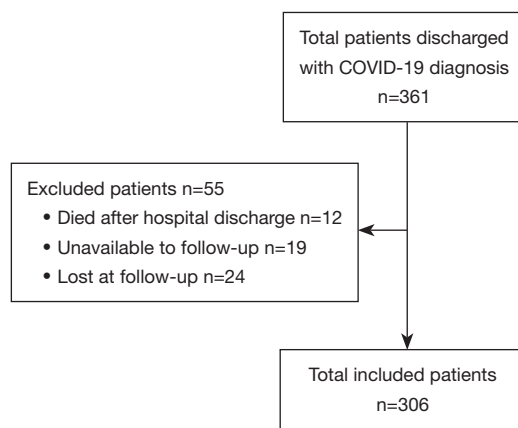 Total patients discharged
with COVID-19 diagnosis
n=361
Excluded patients n=55
• Died after hospital discharge n=12
• Unavailable to follow-up n=19
• Lost at follow-up n=24
Total included patients
n=306